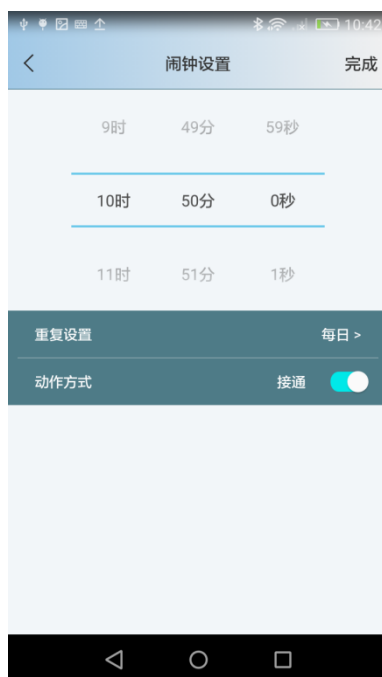 10:42
闹钟设置 完成
9时 49分 59秒
10时 50分 0秒
11时 51分 1秒
重复设置 每日 >
动作方式 接通